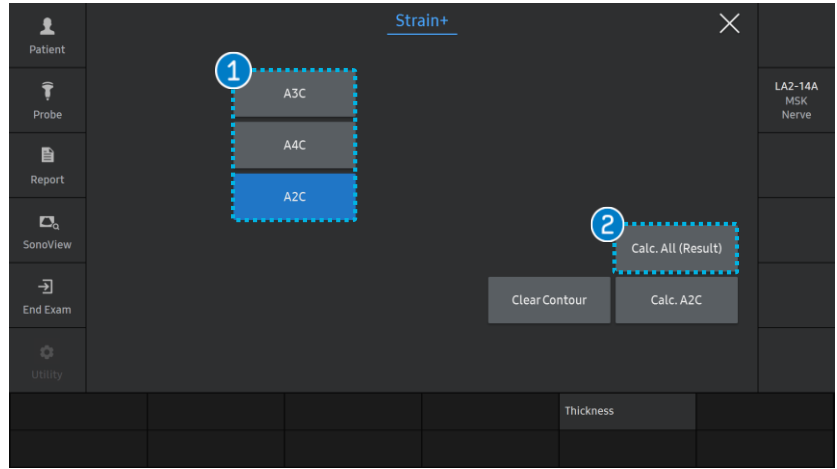 Strain+
Patient
Probe
Report
SonoView
End Exam
Utility
1
A3C
A4C
A2C
2
Calc. All (Result)
Clear Contour
Calc. A2C
LA2-14A
MSK
Nerve
Thickness